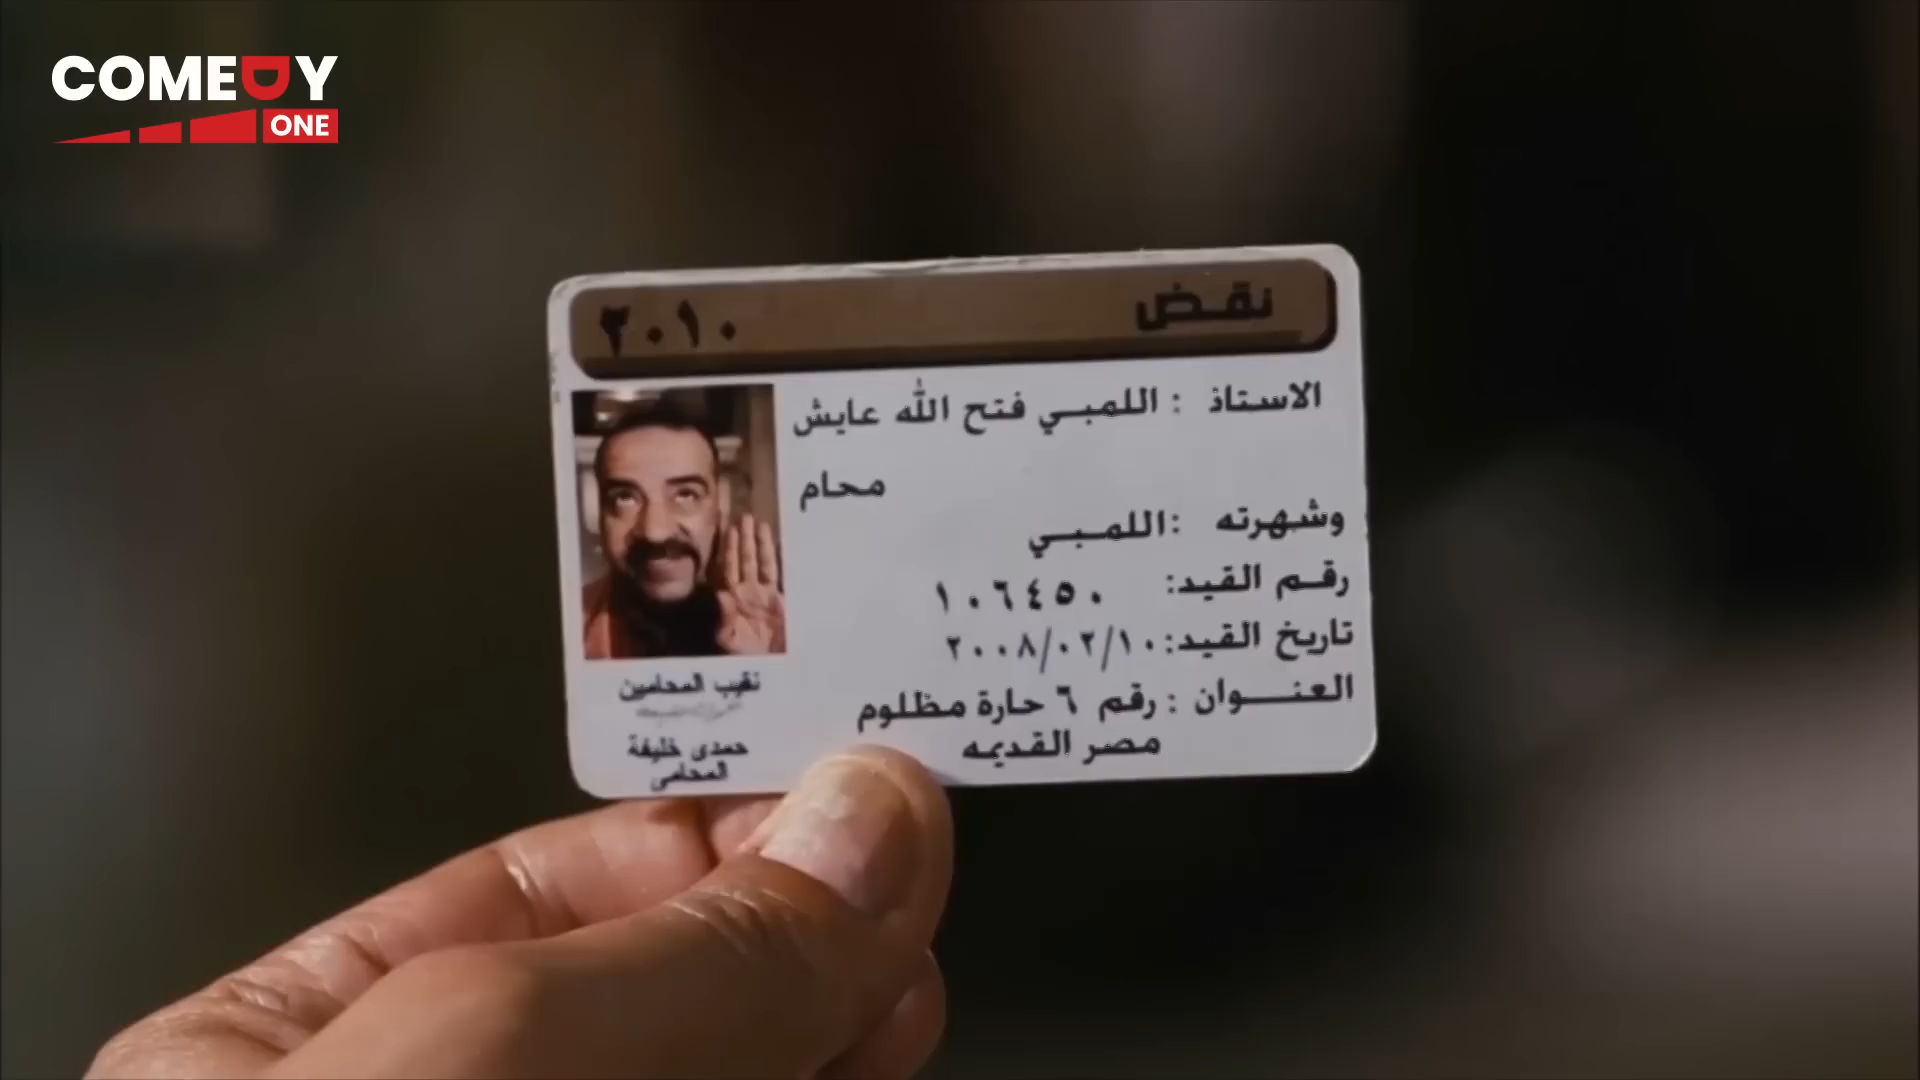 COMEDY
ONE
نقض ٢٠١٠
الاستاذ : اللمبي فتح الله عايش
محام
وشهرته :اللمبي
رقم القيد: ١٠٦٤٥٠
تاريخ القيد:٢٠٠٨/٠٢/١٠
العنوان : رقم ٦ حارة مظلوم
مصر القديمه
نقيب المحامين
حمدى خليفة
المحامى